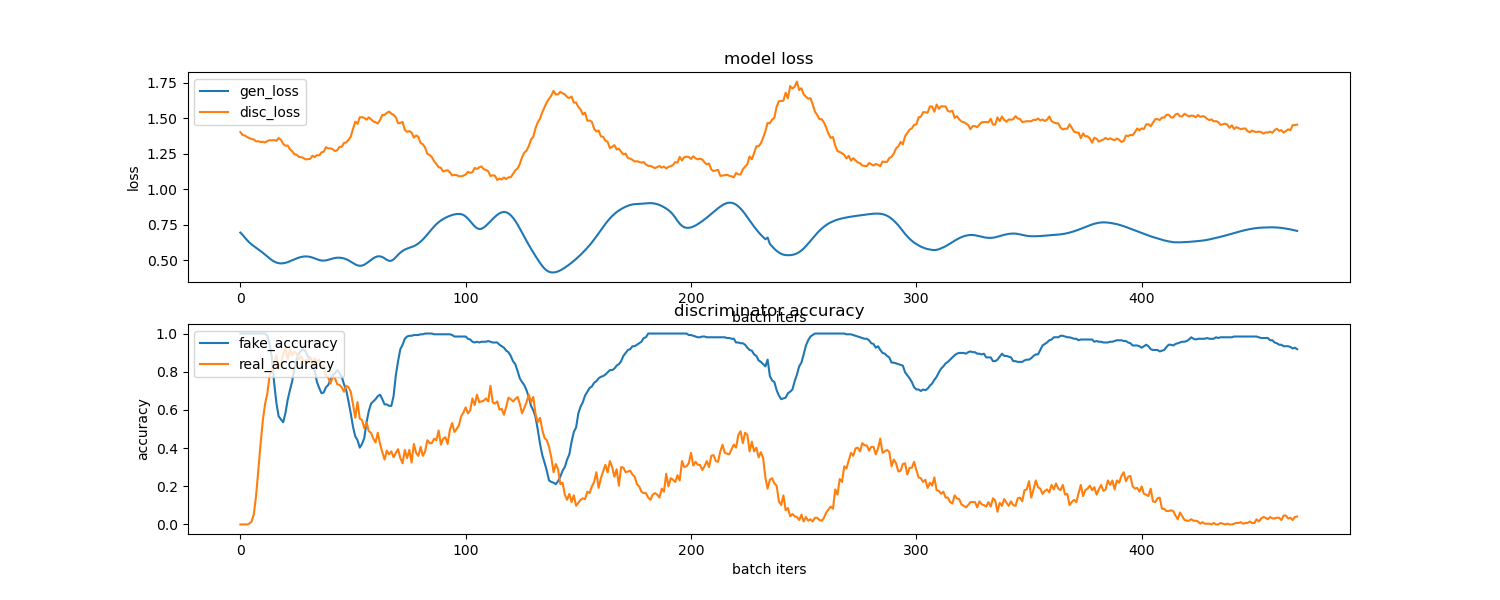 model loss
gen_loss
disc_loss
1.75
1.50
1.25
1.00
0.75
0.50
loss
0 100 200 300 400
batch iters
discriminator accuracy
fake_accuracy
real_accuracy
1.0
0.8
0.6
0.4
0.2
0.0
accuracy
0 100 200 300 400
batch iters